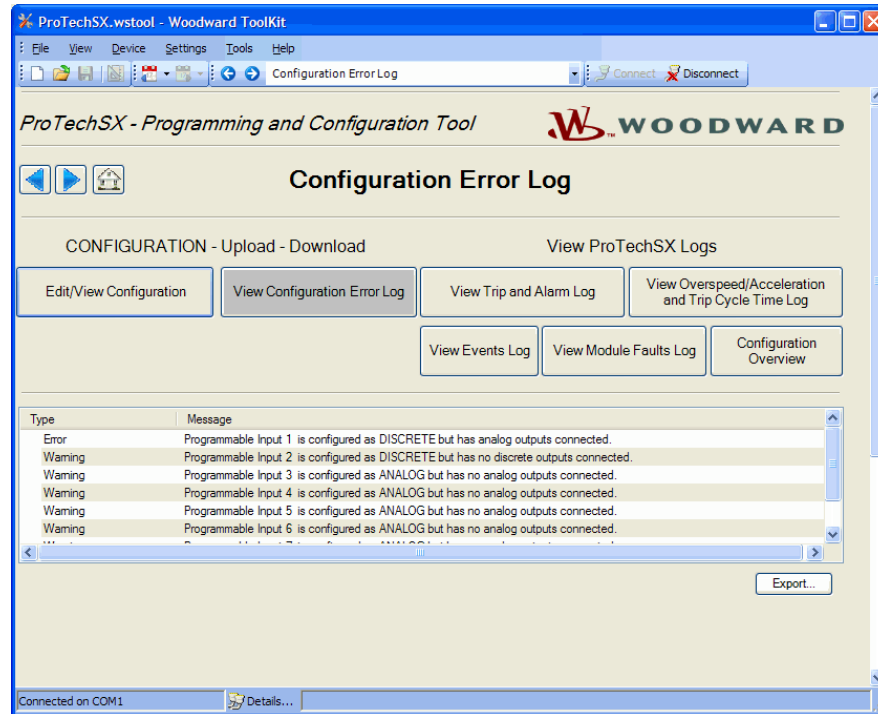 ProTechSX.wstool - Woodward ToolKit
File View Device Settings Tools Help
Configuration Error Log Connect Disconnect
ProTechSX - Programming and Configuration Tool
WOODWARD
Configuration Error Log
CONFIGURATION - Upload - Download
View ProTechSX Logs
Edit/View Configuration
View Configuration Error Log
View Trip and Alarm Log
View Overspeed/Acceleration
and Trip Cycle Time Log
View Events Log
View Module Faults Log
Configuration
Overview
Type Message
Error Programmable Input 1 is configured as DISCRETE but has analog outputs connected.
Warning Programmable Input 2 is configured as DISCRETE but has no discrete outputs connected.
Warning Programmable Input 3 is configured as ANALOG but has no analog outputs connected.
Warning Programmable Input 4 is configured as ANALOG but has no analog outputs connected.
Warning Programmable Input 5 is configured as ANALOG but has no analog outputs connected.
Warning Programmable Input 6 is configured as ANALOG but has no analog outputs connected.
Export...
Connected on COM1
Details...